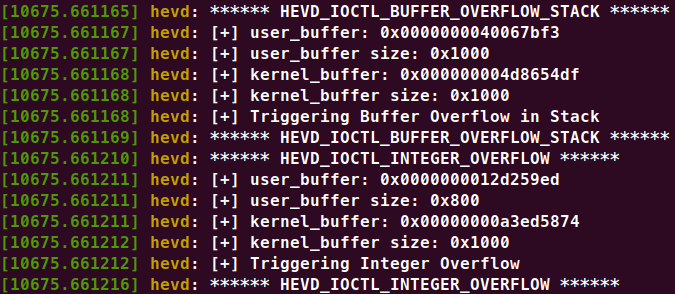 [10675.661165] hevd: ****** HEVD_IOCTL_BUFFER_OVERFLOW_STACK ******
[10675.661167] hevd: [+] user_buffer: 0x0000000040067bf3
[10675.661167] hevd: [+] user_buffer size: 0x1000
[10675.661168] hevd: [+] kernel_buffer: 0x000000004d8654df
[10675.661168] hevd: [+] kernel_buffer size: 0x1000
[10675.661168] hevd: [+] Triggering Buffer Overflow in Stack
[10675.661169] hevd: ****** HEVD_IOCTL_BUFFER_OVERFLOW_STACK ******
[10675.661210] hevd: ****** HEVD_IOCTL_INTEGER_OVERFLOW ******
[10675.661211] hevd: [+] user_buffer: 0x0000000012d259ed
[10675.661211] hevd: [+] user_buffer size: 0x800
[10675.661211] hevd: [+] kernel_buffer: 0x00000000a3ed5874
[10675.661212] hevd: [+] kernel_buffer size: 0x1000
[10675.661212] hevd: [+] Triggering Integer Overflow
[10675.661216] hevd: ****** HEVD_IOCTL_INTEGER_OVERFLOW ******